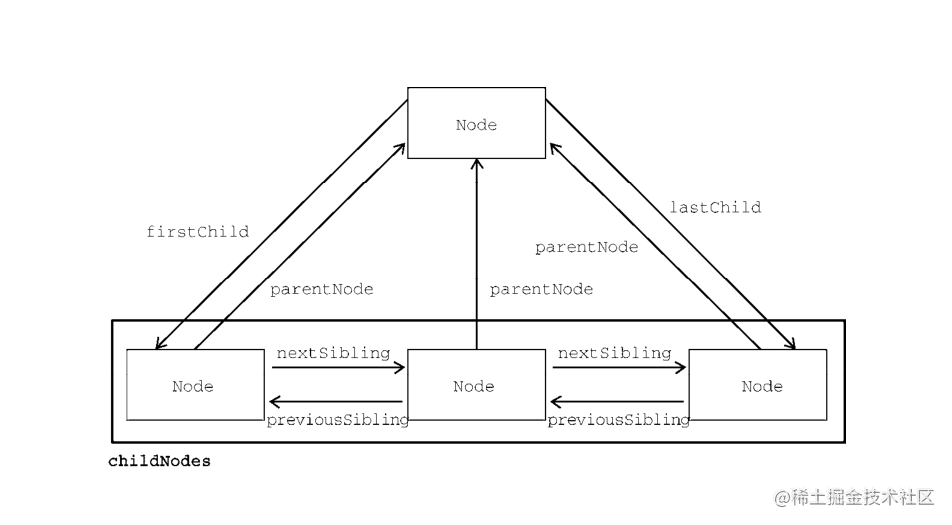 Node
lastChild
firstChild
parentNode
parentNode
parentNode
nextSibling
nextSibling
Node
Node
Node
previousSibling
previousSibling
childNodes
@稀土掘金技术社区